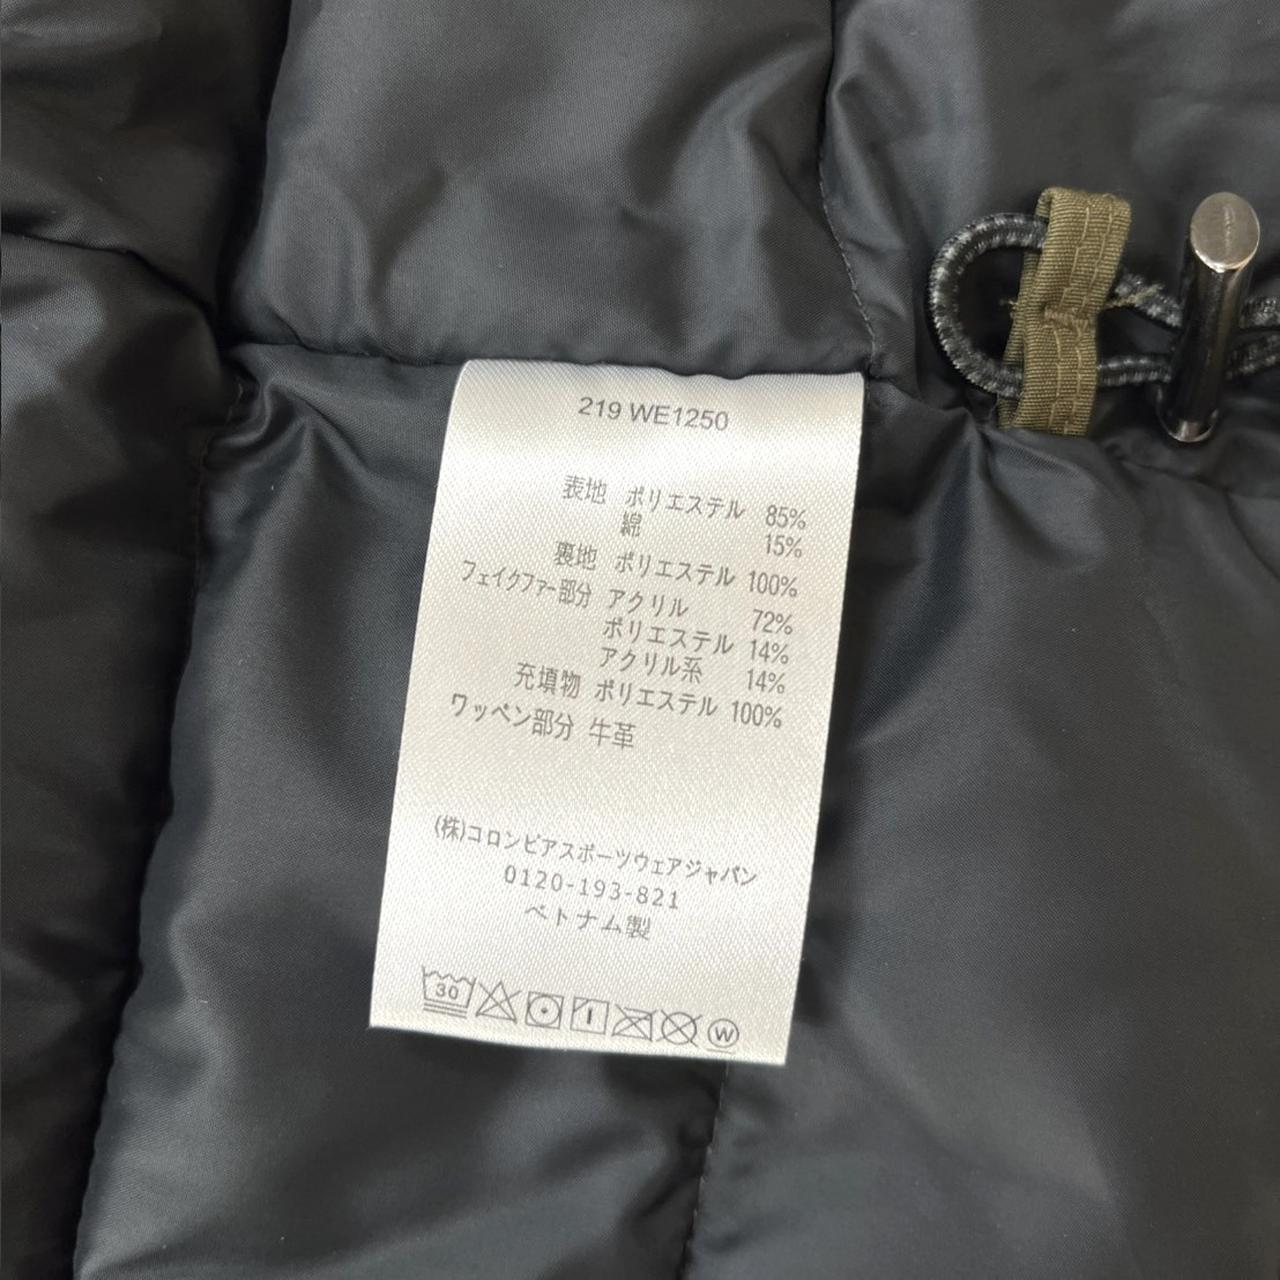 219 WE1250
表地 ポリエステル 85%
綿 15%
裏地 ポリエステル 100%
フェイクファー部分 アクリル 72%
ポリエステル 14%
アクリル系 14%
充填物 ポリエステル 100%
ワッペン部分 牛革
(株)コロンビアスポーツウェアジャパン
0120-193-821
ベトナム製
30 W